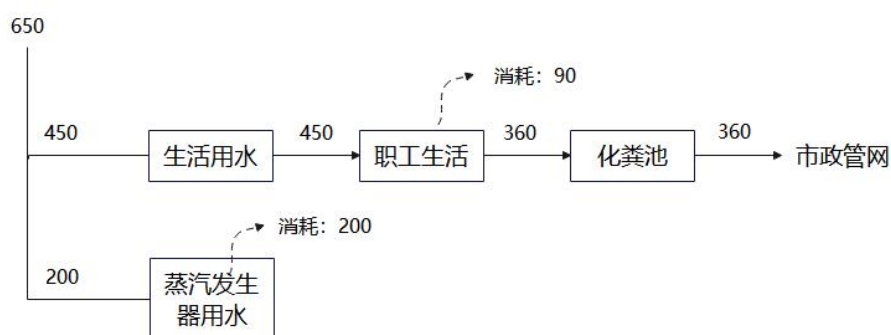 650
消耗：90
450
生活用水
450
职工生活
360
化粪池
360
市政管网
消耗：200
200
蒸汽发生
器用水